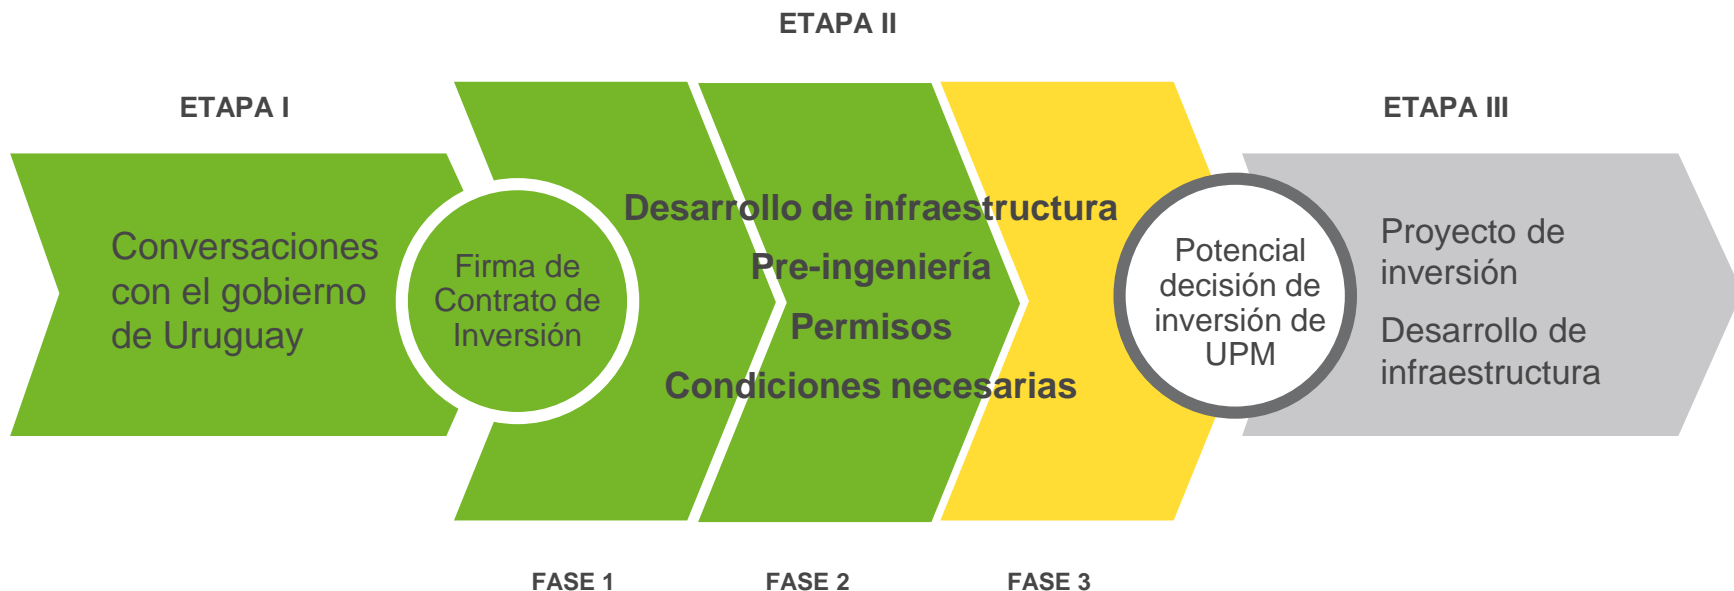 ETAPA II
ETAPA I
ETAPA III
Conversaciones
con el gobierno
de Uruguay
Firma de
Contrato de
Inversión
Desarrollo de infraestructura
Pre-ingeniería
Permisos
Condiciones necesarias
Potencial
decisión de
inversión de
UPM
Proyecto de
inversión
Desarrollo de
infraestructura
FASE 1
FASE 2
FASE 3